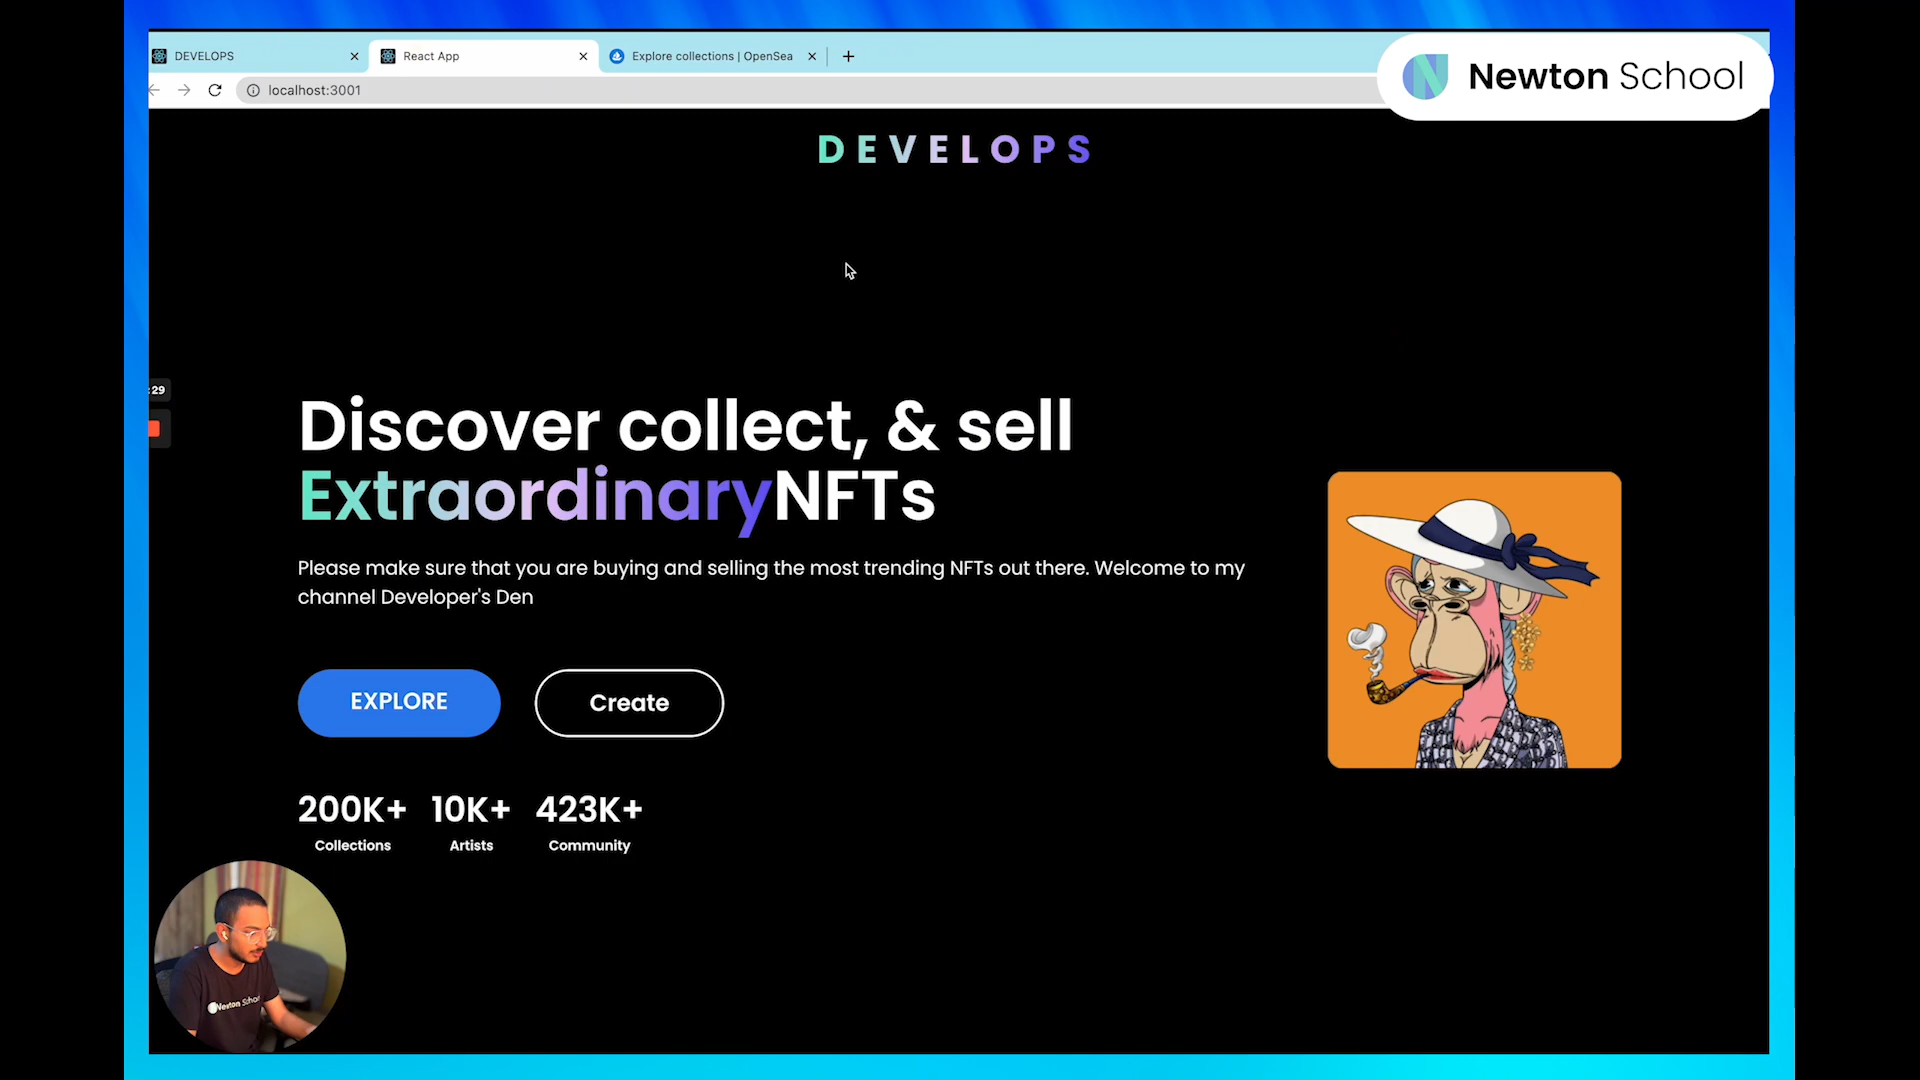 DEVELOPS
React App
Explore collections | OpenSea
localhost:3001
Newton School
DEVELOPS
:29
Discover collect, & sell
ExtraordinaryNFTs
Please make sure that you are buying and selling the most trending NFTs out there. Welcome to my
channel Developer's Den
EXPLORE
Create
200K+ 10K+ 423K+
Collections Artists Community
Newton School